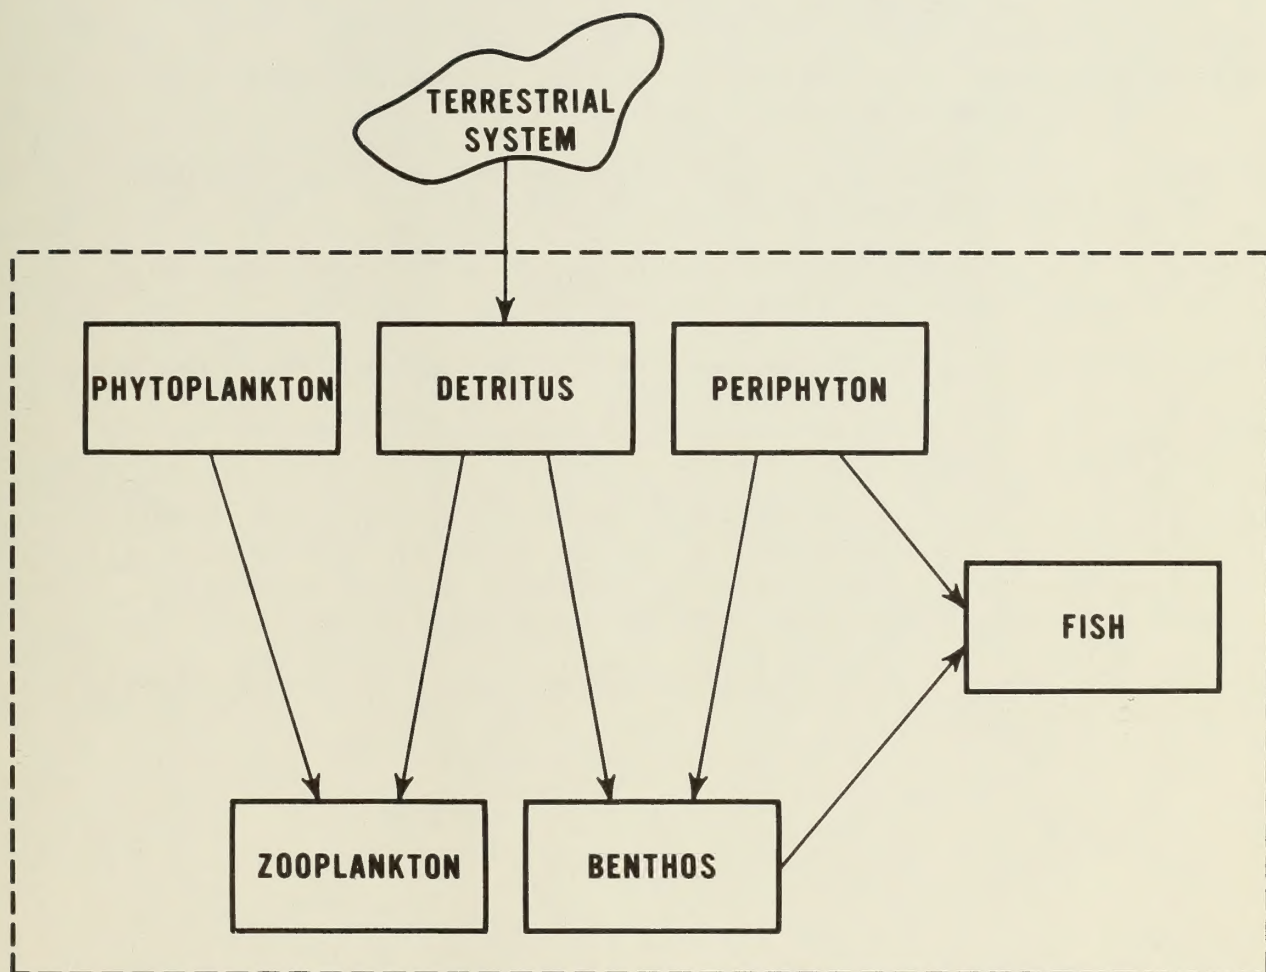 TERRESTRIAL
SYSTEM
PHYTOPLANKTON
DETRITUS
PERIPHYTON
FISH
ZOOPLANKTON
BENTHOS